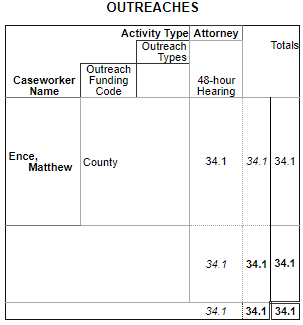 OUTREACHES
Activity Type Attorney
Outreach Types Totals
Caseworker Name Outreach Funding Code 48-hour Hearing
Ence, Matthew County 34.1 34.1 34.1
34.1 34.1 34.1
34.1 34.1 34.1